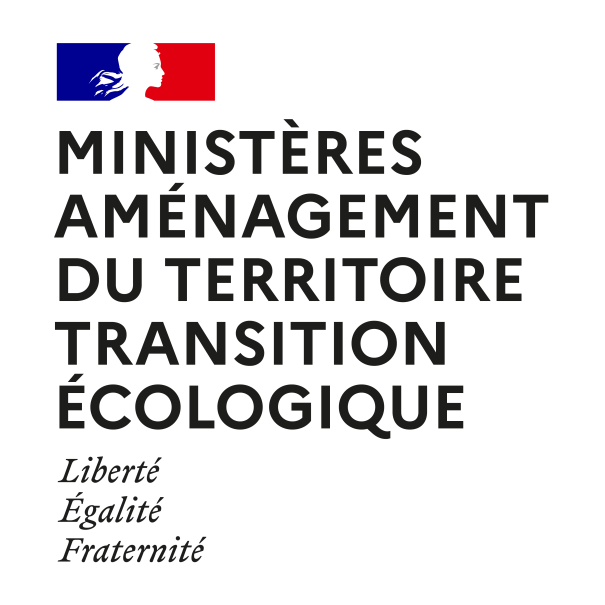 MINISTÈRES
AMÉNAGEMENT
DU TERRITOIRE
TRANSITION
ÉCOLOGIQUE
Liberté
Égalité
Fraternité